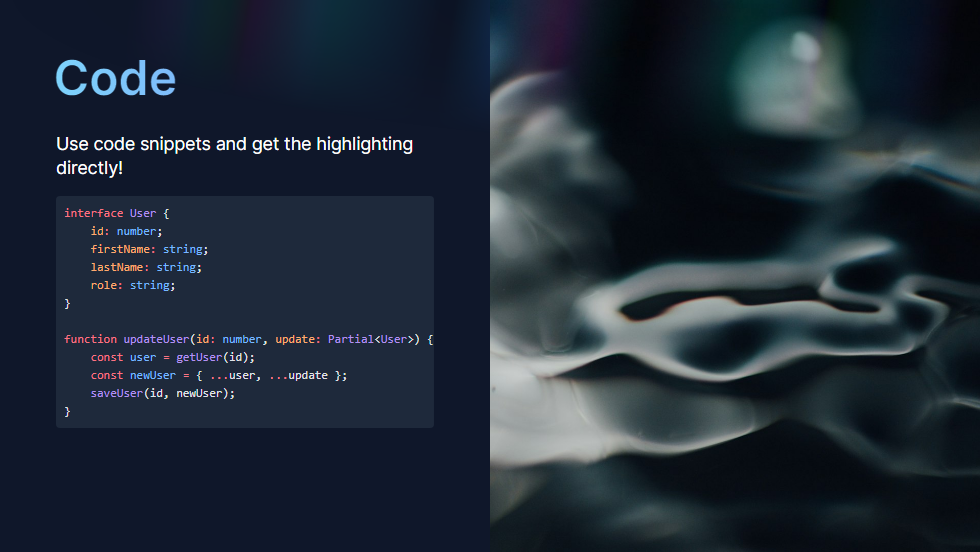 Code
Use code snippets and get the highlighting
directly!
interface User {
    id: number;
    firstName: string;
    lastName: string;
    role: string;
}

function updateUser(id: number, update: Partial<User>) {
    const user = getUser(id);
    const newUser = { ...user, ...update };
    saveUser(id, newUser);
}